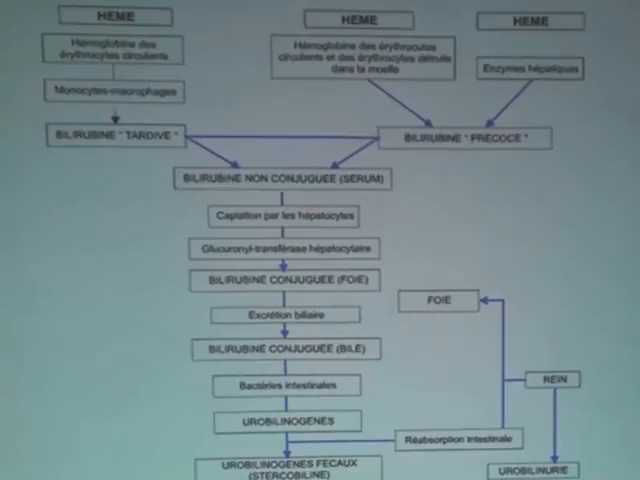 HEME
HEME
HEME
Hémoglobine des
érythrocytes circulants
Hémoglobine des érythrocytes
circulants et des érythrocytes détruits
dans la moelle
Enzymes hépatiques
Monocytes-macrophages
BILIRUBINE " TARDIVE "
BILIRUBINE " PRECOCE "
BILIRUBINE NON CONJUGUEE (SERUM)
Captation par les hépatocytes
Glucuronyl-transférase hépatocytaire
BILIRUBINE CONJUGUEE (FOIE)
FOIE
Excrétion biliaire
BILIRUBINE CONJUGUEE (BILE)
REIN
Bactéries intestinales
UROBILINOGENES
Réabsorption intestinale
UROBILINOGENES FECAUX
(STERCOBILINE)
UROBILINURIE